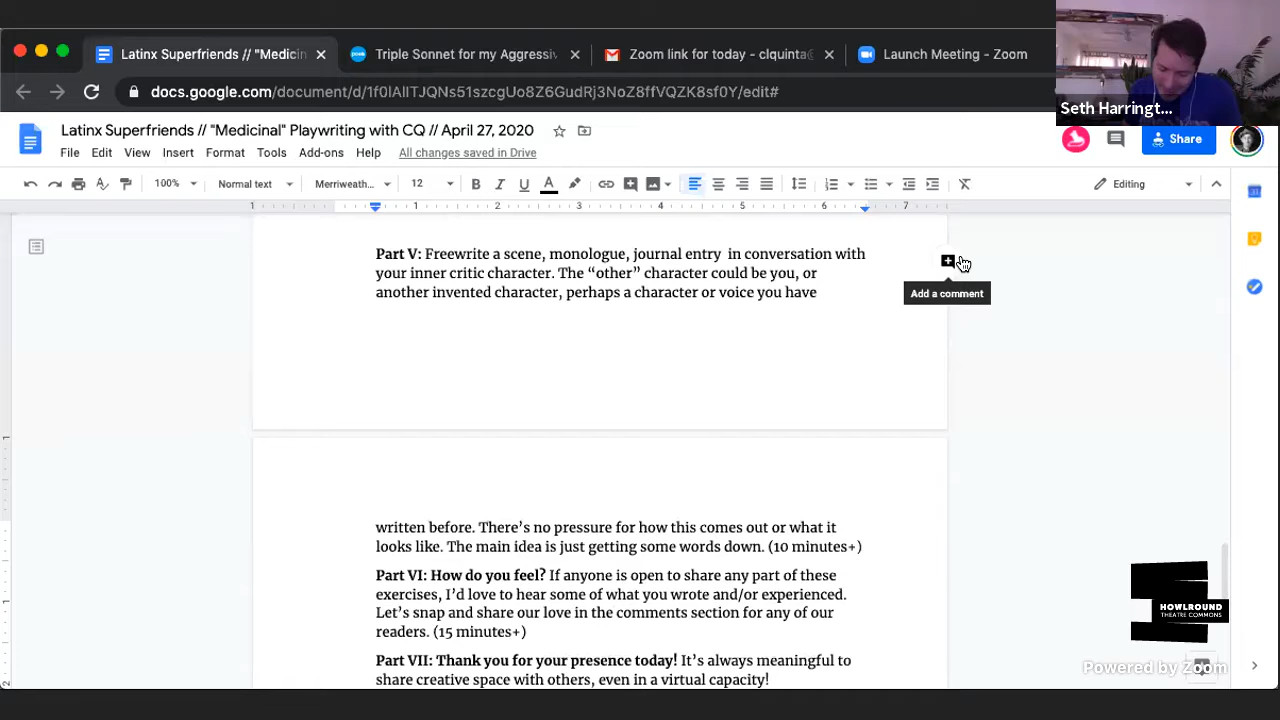 Latinx Superfriends // "Medicin
Triple Sonnet for my Aggressiv
Zoom link for today - clquinta@
Launch Meeting - Zoom
docs.google.com/document/d/1f0lAlITJQNs51szcgUo8Z6GudRj3NoZ8ffVQZK8sf0Y/edit#
Seth Harringt...
Latinx Superfriends // "Medicinal" Playwriting with CQ // April 27, 2020
File Edit View Insert Format Tools Add-ons Help All changes saved in Drive
Share
100% Normal text Merriweath... 12 B I U A Editing
1 1 2 3 4 5 6 7
Part V: Freewrite a scene, monologue, journal entry in conversation with
your inner critic character. The “other” character could be you, or
another invented character, perhaps a character or voice you have
Add a comment
written before. There’s no pressure for how this comes out or what it
looks like. The main idea is just getting some words down. (10 minutes+)
Part VI: How do you feel? If anyone is open to share any part of these
exercises, I’d love to hear some of what you wrote and/or experienced.
Let’s snap and share our love in the comments section for any of our
readers. (15 minutes+)
Part VII: Thank you for your presence today! It’s always meaningful to
share creative space with others, even in a virtual capacity!
HOWLROUND
THEATRE COMMONS
Powered by Zoom